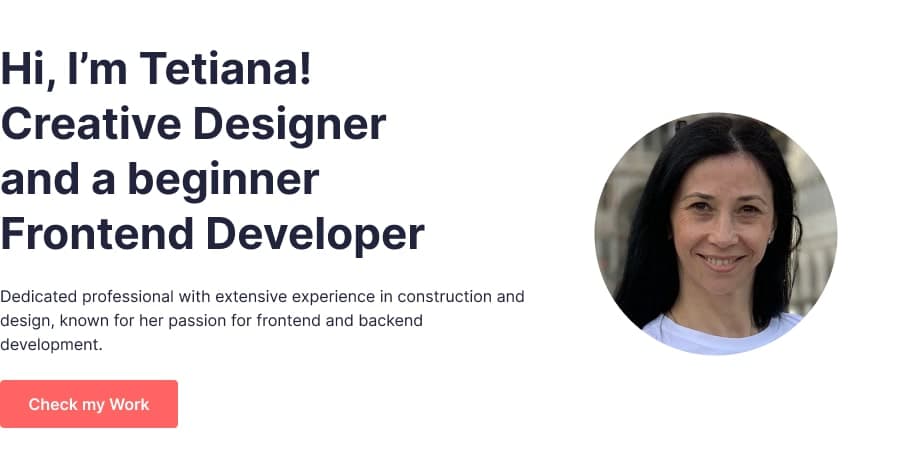 Hi, I’m Tetiana!
Creative Designer
and a beginner
Frontend Developer
Dedicated professional with extensive experience in construction and
design, known for her passion for frontend and backend
development.
Check my Work